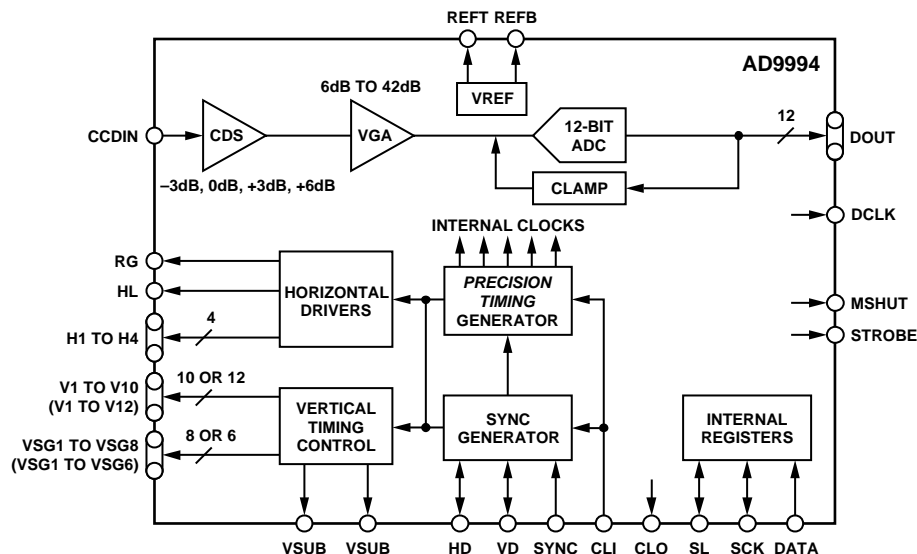 REFT REFB
AD9994
6dB TO 42dB
VREF
12
CCDIN
CDS
VGA
12-BIT
ADC
DOUT
–3dB, 0dB, +3dB, +6dB
CLAMP
DCLK
INTERNAL CLOCKS
RG
HL
HORIZONTAL
DRIVERS
PRECISION
TIMING
GENERATOR
MSHUT
STROBE
H1 TO H4
4
V1 TO V10
(V1 TO V12)
10 OR 12
VERTICAL
TIMING
CONTROL
SYNC
GENERATOR
INTERNAL
REGISTERS
VSG1 TO VSG8
(VSG1 TO VSG6)
8 OR 6
VSUB VSUB HD VD SYNC CLI CLO SL SCK DATA